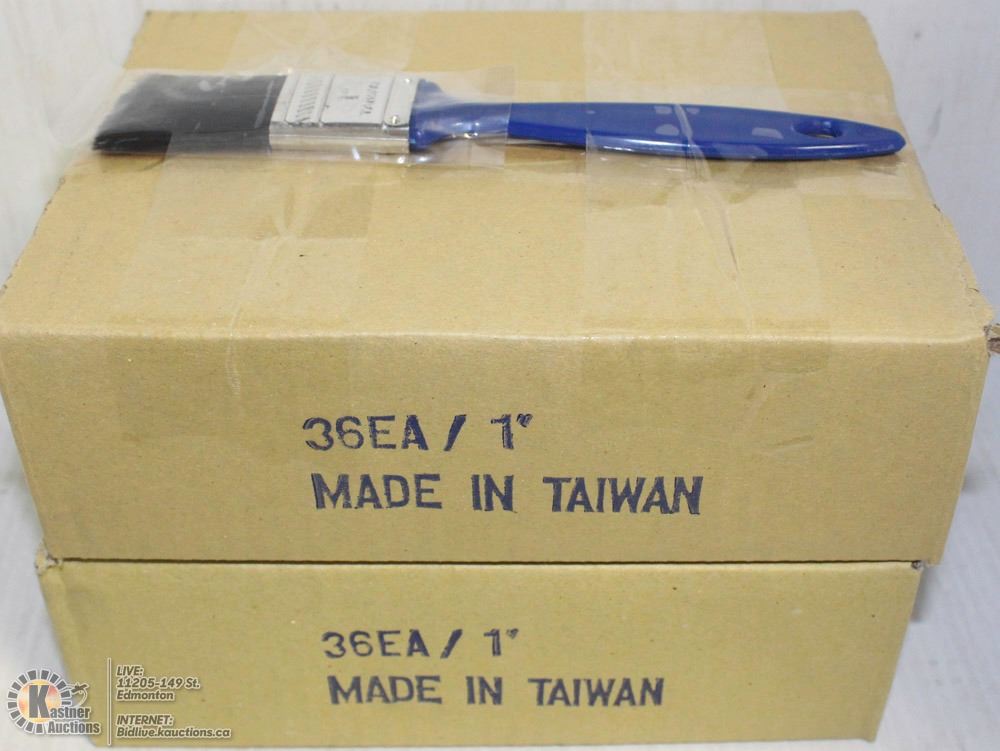 1"
36EA / 1"
MADE IN TAIWAN
36EA / 1"
MADE IN TAIWAN
Kastner
Auctions
LIVE:
11205-149 St.
Edmonton
INTERNET:
Bidlive.kauctions.ca